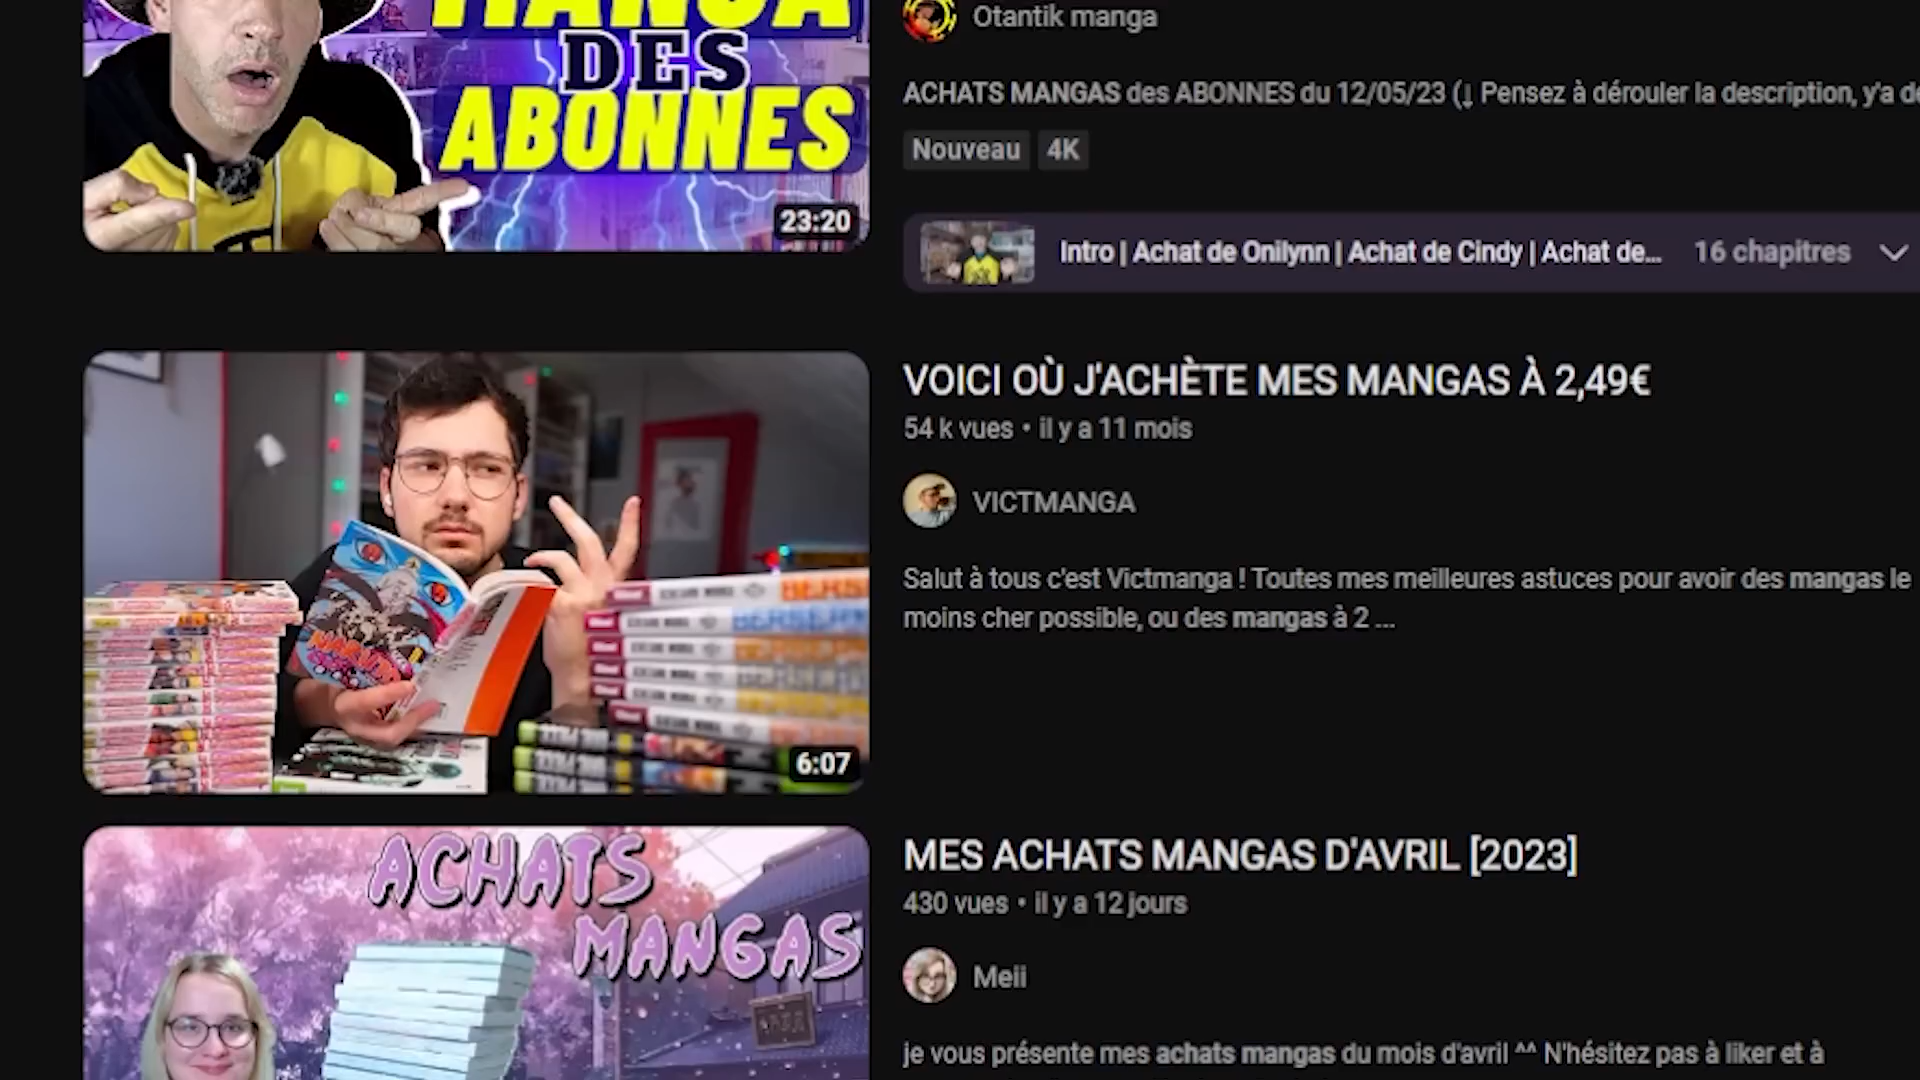 MANGA
DES
ABONNES
23:20
Otantik manga
ACHATS MANGAS des ABONNES du 12/05/23 (↓ Pensez à dérouler la description, y'a de
Nouveau
4K
Intro | Achat de Onilynn | Achat de Cindy | Achat de...
16 chapitres
NARUTO
BERSERK
6:07
VOICI OÙ J'ACHÈTE MES MANGAS À 2,49€
54 k vues • il y a 11 mois
VICTMANGA
Salut à tous c'est Victmanga ! Toutes mes meilleures astuces pour avoir des mangas le
moins cher possible, ou des mangas à 2 ...
ACHATS
MANGAS
MES ACHATS MANGAS D'AVRIL [2023]
430 vues • il y a 12 jours
Meii
je vous présente mes achats mangas du mois d'avril ^^ N'hésitez pas à liker et à